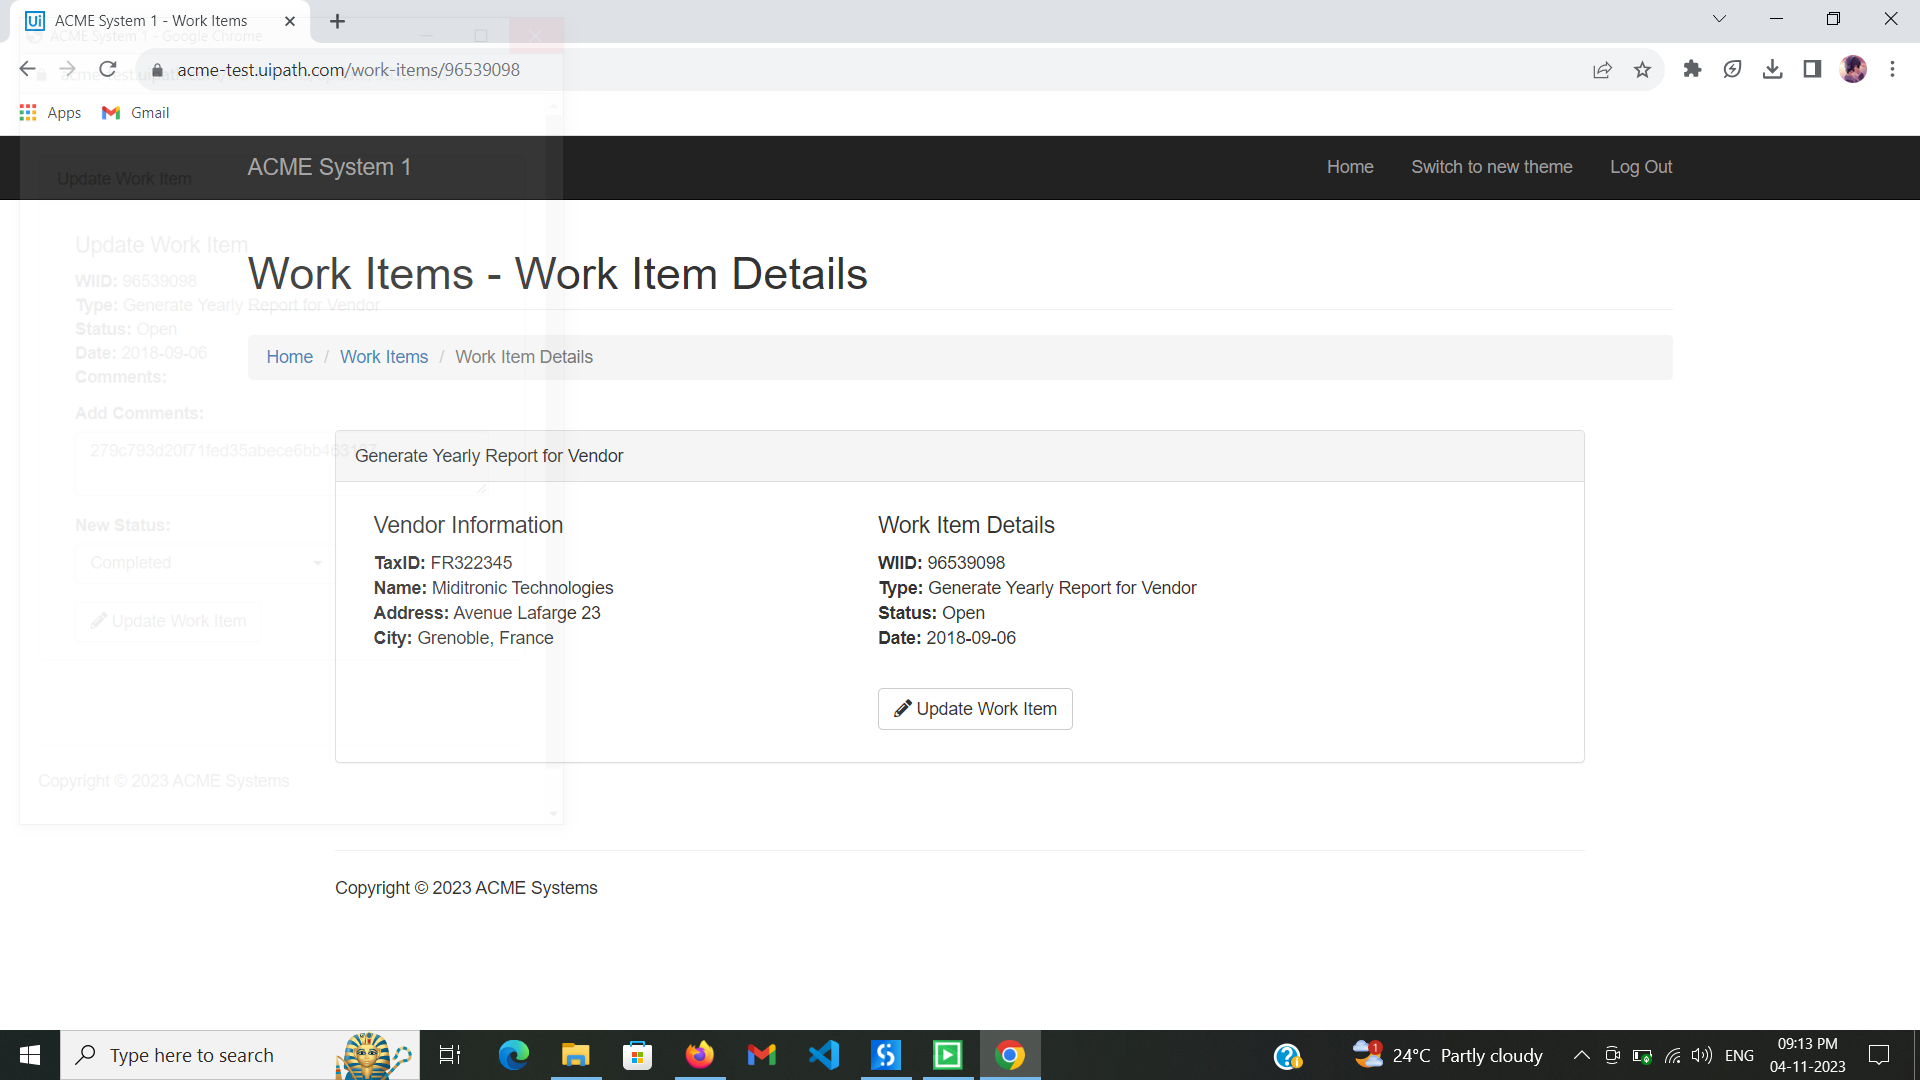 ACME System 1 - Work Items
ACME System 1 - Google Chrome
acme-test.uipath.com/work-items/96539098
Apps
Gmail
ACME System 1
Home
Switch to new theme
Log Out
Update Work Item
Update Work Item
WIID: 96539098
Type: Generate Yearly Report for Vendor
Status: Open
Date: 2018-09-06
Comments:
Add Comments:
New Status:
Completed
Update Work Item
Copyright © 2023 ACME Systems
Work Items - Work Item Details
Home / Work Items / Work Item Details
Generate Yearly Report for Vendor
Vendor Information
TaxID: FR322345
Name: Miditronic Technologies
Address: Avenue Lafarge 23
City: Grenoble, France
Work Item Details
WIID: 96539098
Type: Generate Yearly Report for Vendor
Status: Open
Date: 2018-09-06
Update Work Item
Copyright © 2023 ACME Systems
Type here to search
1
24°C Partly cloudy
ENG
09:13 PM
04-11-2023